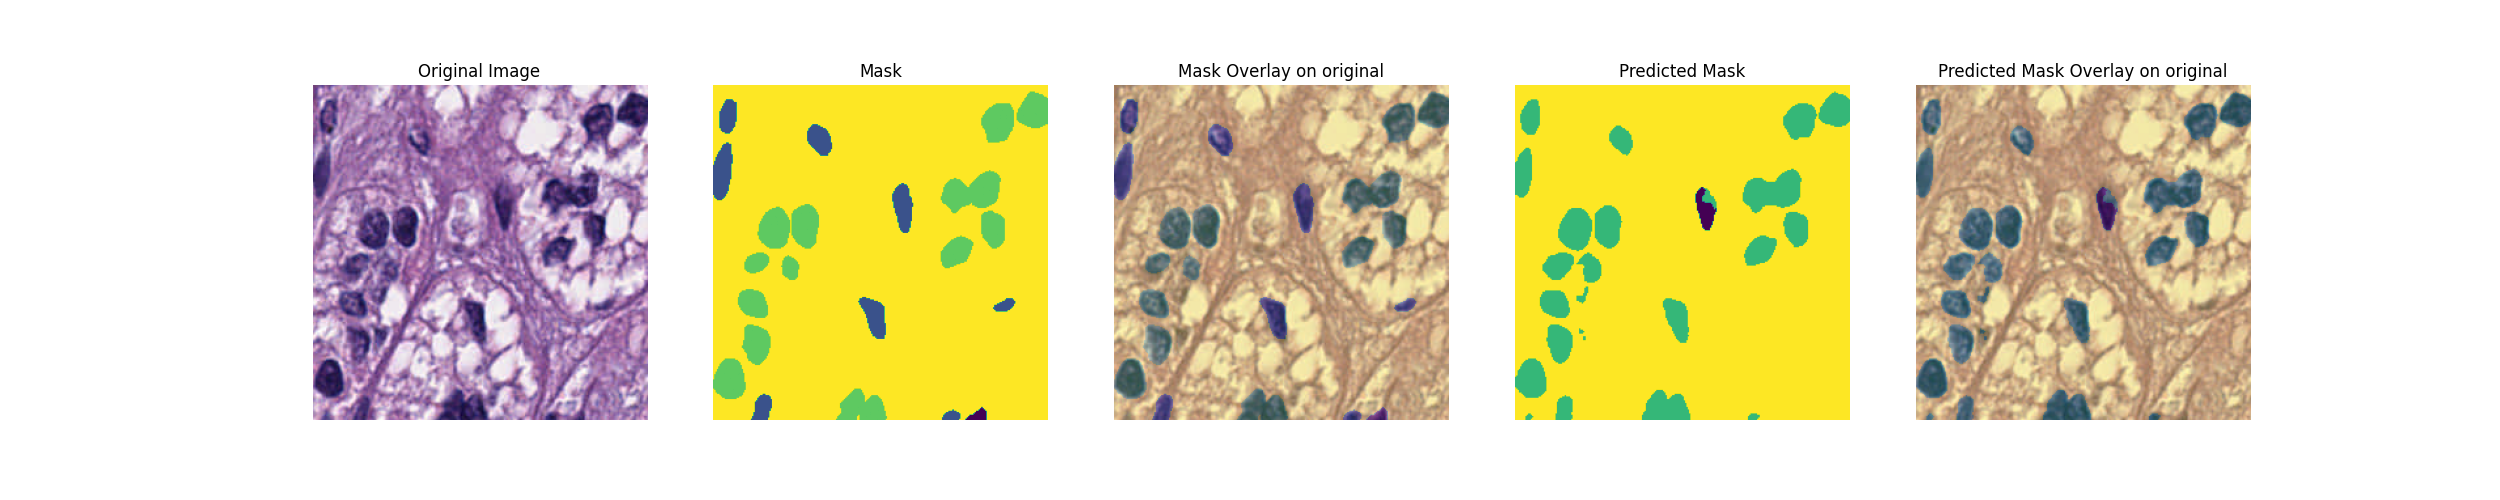 Original Image
Mask
Mask Overlay on original
Predicted Mask
Predicted Mask Overlay on original